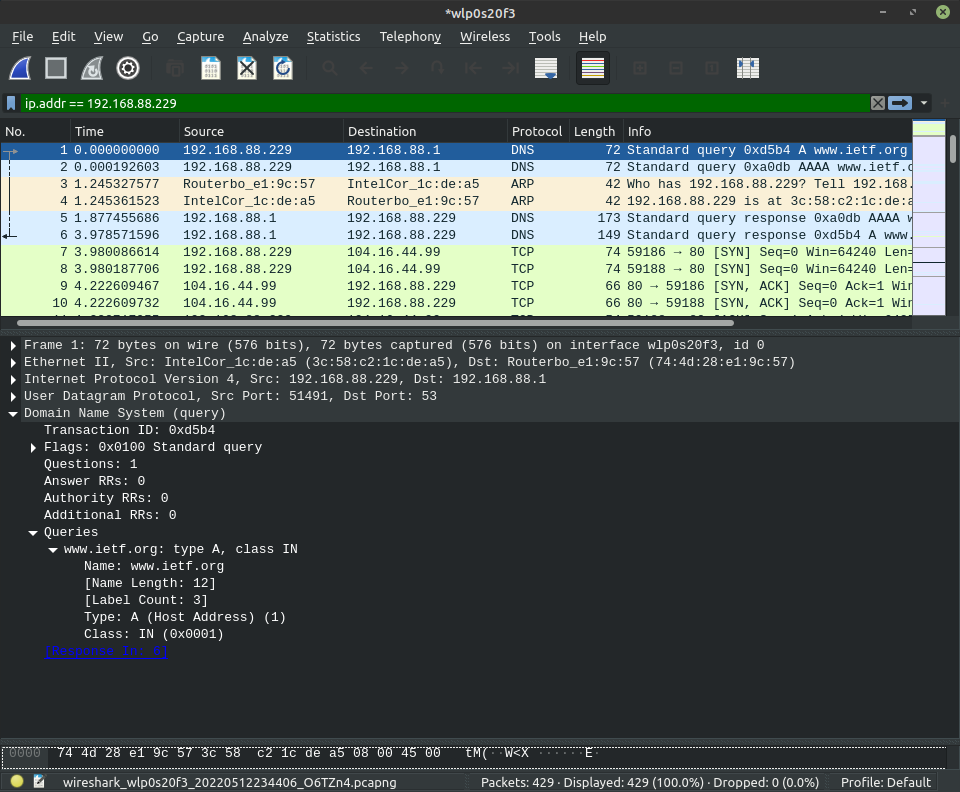 *wlp0s20f3
File Edit View Go Capture Analyze Statistics Telephony Wireless Tools Help
ip.addr == 192.168.88.229
No. Time Source Destination Protocol Length Info
1 0.000000000 192.168.88.229 192.168.88.1 DNS 72 Standard query 0xd5b4 A www.ietf.org
2 0.000192603 192.168.88.229 192.168.88.1 DNS 72 Standard query 0xa0db AAAA www.ietf.o
3 1.245327577 Routerbo_e1:9c:57 IntelCor_1c:de:a5 ARP 42 Who has 192.168.88.229? Tell 192.168.
4 1.245361523 IntelCor_1c:de:a5 Routerbo_e1:9c:57 ARP 42 192.168.88.229 is at 3c:58:c2:1c:de:a
5 1.877455686 192.168.88.1 192.168.88.229 DNS 173 Standard query response 0xa0db AAAA w
6 3.978571596 192.168.88.1 192.168.88.229 DNS 149 Standard query response 0xd5b4 A www.
7 3.980086614 192.168.88.229 104.16.44.99 TCP 74 59186 → 80 [SYN] Seq=0 Win=64240 Len=
8 3.980187706 192.168.88.229 104.16.44.99 TCP 74 59188 → 80 [SYN] Seq=0 Win=64240 Len=
9 4.222609467 104.16.44.99 192.168.88.229 TCP 66 80 → 59186 [SYN, ACK] Seq=0 Ack=1 Win
10 4.222609732 104.16.44.99 192.168.88.229 TCP 66 80 → 59188 [SYN, ACK] Seq=0 Ack=1 Win
Frame 1: 72 bytes on wire (576 bits), 72 bytes captured (576 bits) on interface wlp0s20f3, id 0
Ethernet II, Src: IntelCor_1c:de:a5 (3c:58:c2:1c:de:a5), Dst: Routerbo_e1:9c:57 (74:4d:28:e1:9c:57)
Internet Protocol Version 4, Src: 192.168.88.229, Dst: 192.168.88.1
User Datagram Protocol, Src Port: 51491, Dst Port: 53
Domain Name System (query)
Transaction ID: 0xd5b4
Flags: 0x0100 Standard query
Questions: 1
Answer RRs: 0
Authority RRs: 0
Additional RRs: 0
Queries
www.ietf.org: type A, class IN
Name: www.ietf.org
[Name Length: 12]
[Label Count: 3]
Type: A (Host Address) (1)
Class: IN (0x0001)
[Response In: 6]
0000 74 4d 28 e1 9c 57 3c 58 c2 1c de a5 08 00 45 00 tM(··W<X ······E·
wireshark_wlp0s20f3_20220512234406_O6TZn4.pcapng Packets: 429 · Displayed: 429 (100.0%) · Dropped: 0 (0.0%) Profile: Default